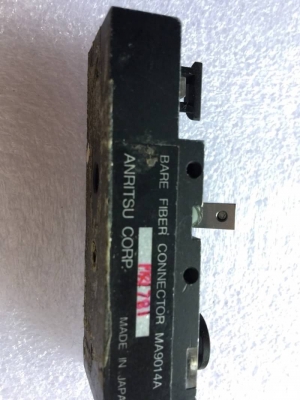 BARE FIBER CONNECTOR MA9014A
ANRITSU CORP.
MADE IN JAPAN